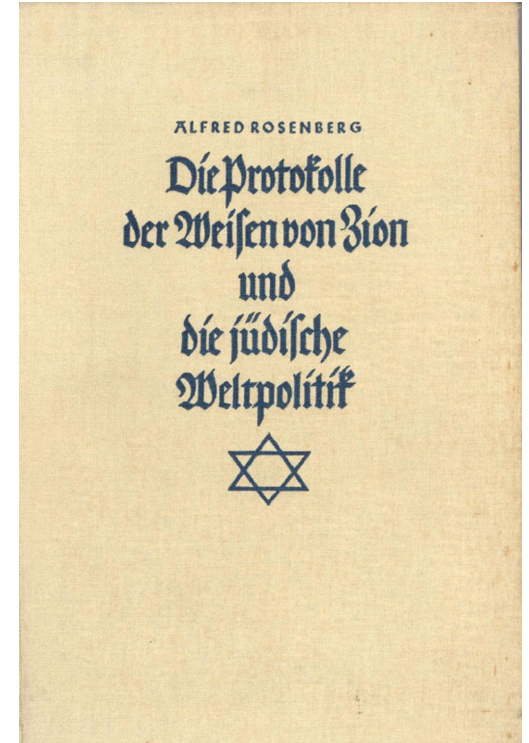 ALFRED ROSENBERG
Die Protokolle
der Weisen von Zion
und
die jüdische
Weltpolitik